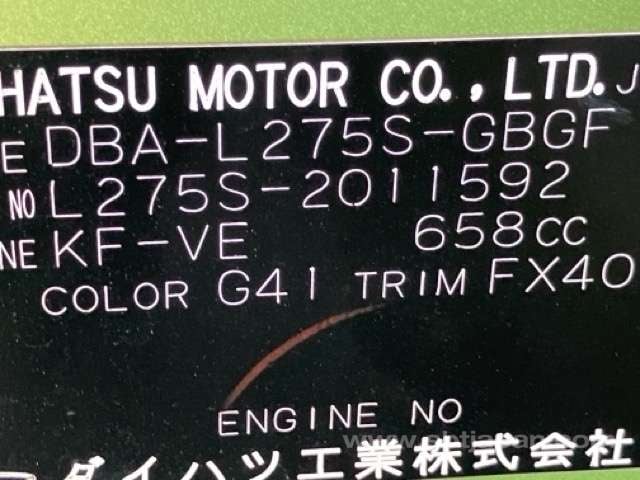 HATSU MOTOR CO., LTD. J
E DBA-L275S-GBGF
NO L275S-2011592
NE KF-VE 658CC
COLOR G41 TRIM FX40
ENGINE NO
ダイハツ工業株式会社